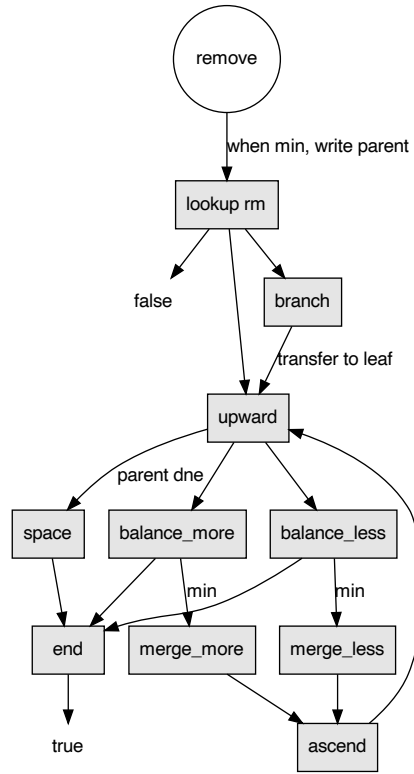 remove
when min, write parent
lookup rm
false
branch
transfer to leaf
upward
parent dne
space
balance_more
balance_less
min
min
end
merge_more
merge_less
true
ascend